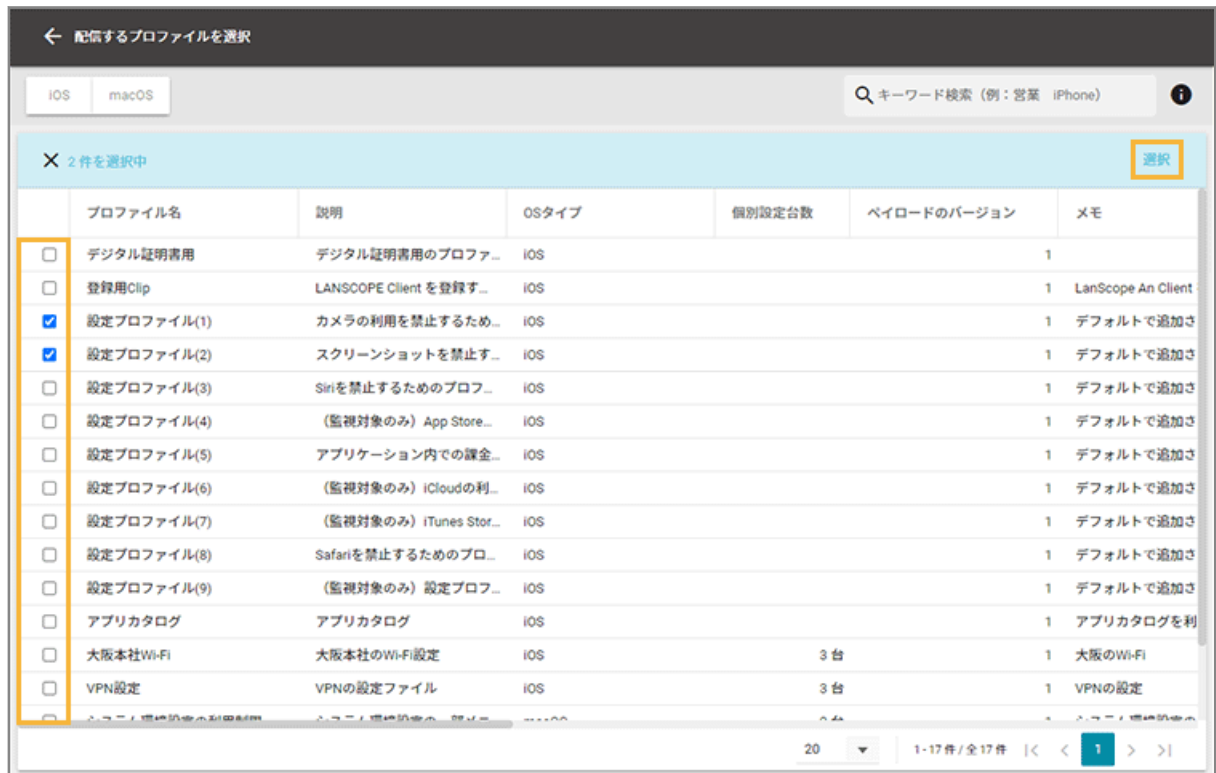 配信するプロファイルを選択
iOS macOS キーワード検索（例：営業 iPhone）
2 件を選択中 選択
プロファイル名 説明 OSタイプ 個別設定台数 ペイロードのバージョン メモ
デジタル証明書用 デジタル証明書用のプロファ... iOS 1
登録用Clip LANSCOPE Client を登録す... iOS 1 LanScope An Client
設定プロファイル(1) カメラの利用を禁止するため... iOS 1 デフォルトで追加さ
設定プロファイル(2) スクリーンショットを禁止す... iOS 1 デフォルトで追加さ
設定プロファイル(3) Siriを禁止するためのプロフ... iOS 1 デフォルトで追加さ
設定プロファイル(4) （監視対象のみ）App Store... iOS 1 デフォルトで追加さ
設定プロファイル(5) アプリケーション内での課金... iOS 1 デフォルトで追加さ
設定プロファイル(6) （監視対象のみ）iCloudの利... iOS 1 デフォルトで追加さ
設定プロファイル(7) （監視対象のみ）iTunes Stor... iOS 1 デフォルトで追加さ
設定プロファイル(8) Safariを禁止するためのプロ... iOS 1 デフォルトで追加さ
設定プロファイル(9) （監視対象のみ）設定プロフ... iOS 1 デフォルトで追加さ
アプリカタログ アプリカタログ iOS 1 アプリカタログを利
大阪本社Wi-Fi 大阪本社のWi-Fi設定 iOS 3 台 1 大阪のWi-Fi
VPN設定 VPNの設定ファイル iOS 3 台 1 VPNの設定
20 1 - 17 件 / 全 17 件 |< < 1 > >|